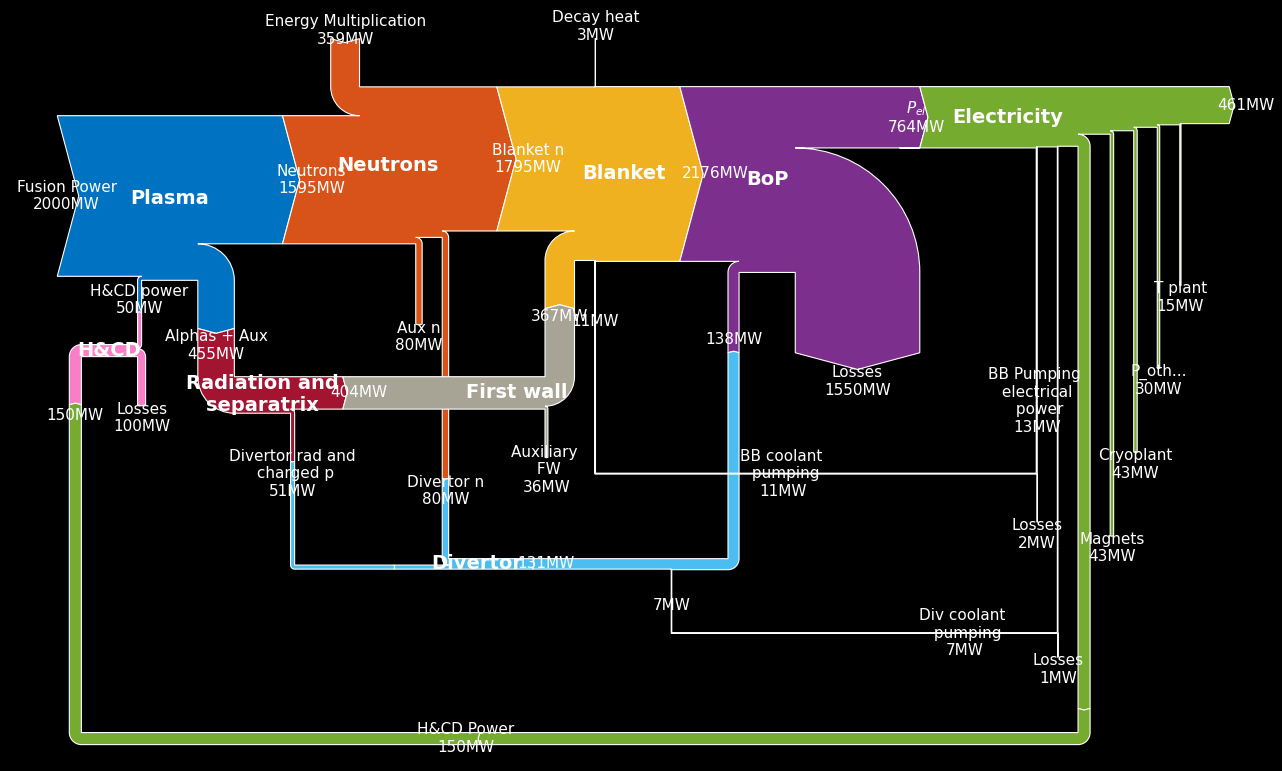 Energy Multiplication
359MW
Decay heat
3MW
461MW
P_el
764MW
Electricity
Fusion Power
2000MW
Plasma
Neutrons
1595MW
Neutrons
Blanket n
1795MW
Blanket
2176MW
BoP
H&CD power
50MW
H&CD
Alphas + Aux
455MW
Aux n
80MW
367MW
11MW
138MW
Losses
1550MW
T plant
15MW
150MW
Losses
100MW
Radiation and
separatrix
404MW
First wall
BB Pumping
electrical
power
13MW
P_oth...
30MW
Divertor rad and
charged p
51MW
Divertor n
80MW
Auxiliary
FW
36MW
BB coolant
pumping
11MW
Cryoplant
43MW
Losses
2MW
Magnets
43MW
Divertor
131MW
7MW
Div coolant
pumping
7MW
Losses
1MW
H&CD Power
150MW